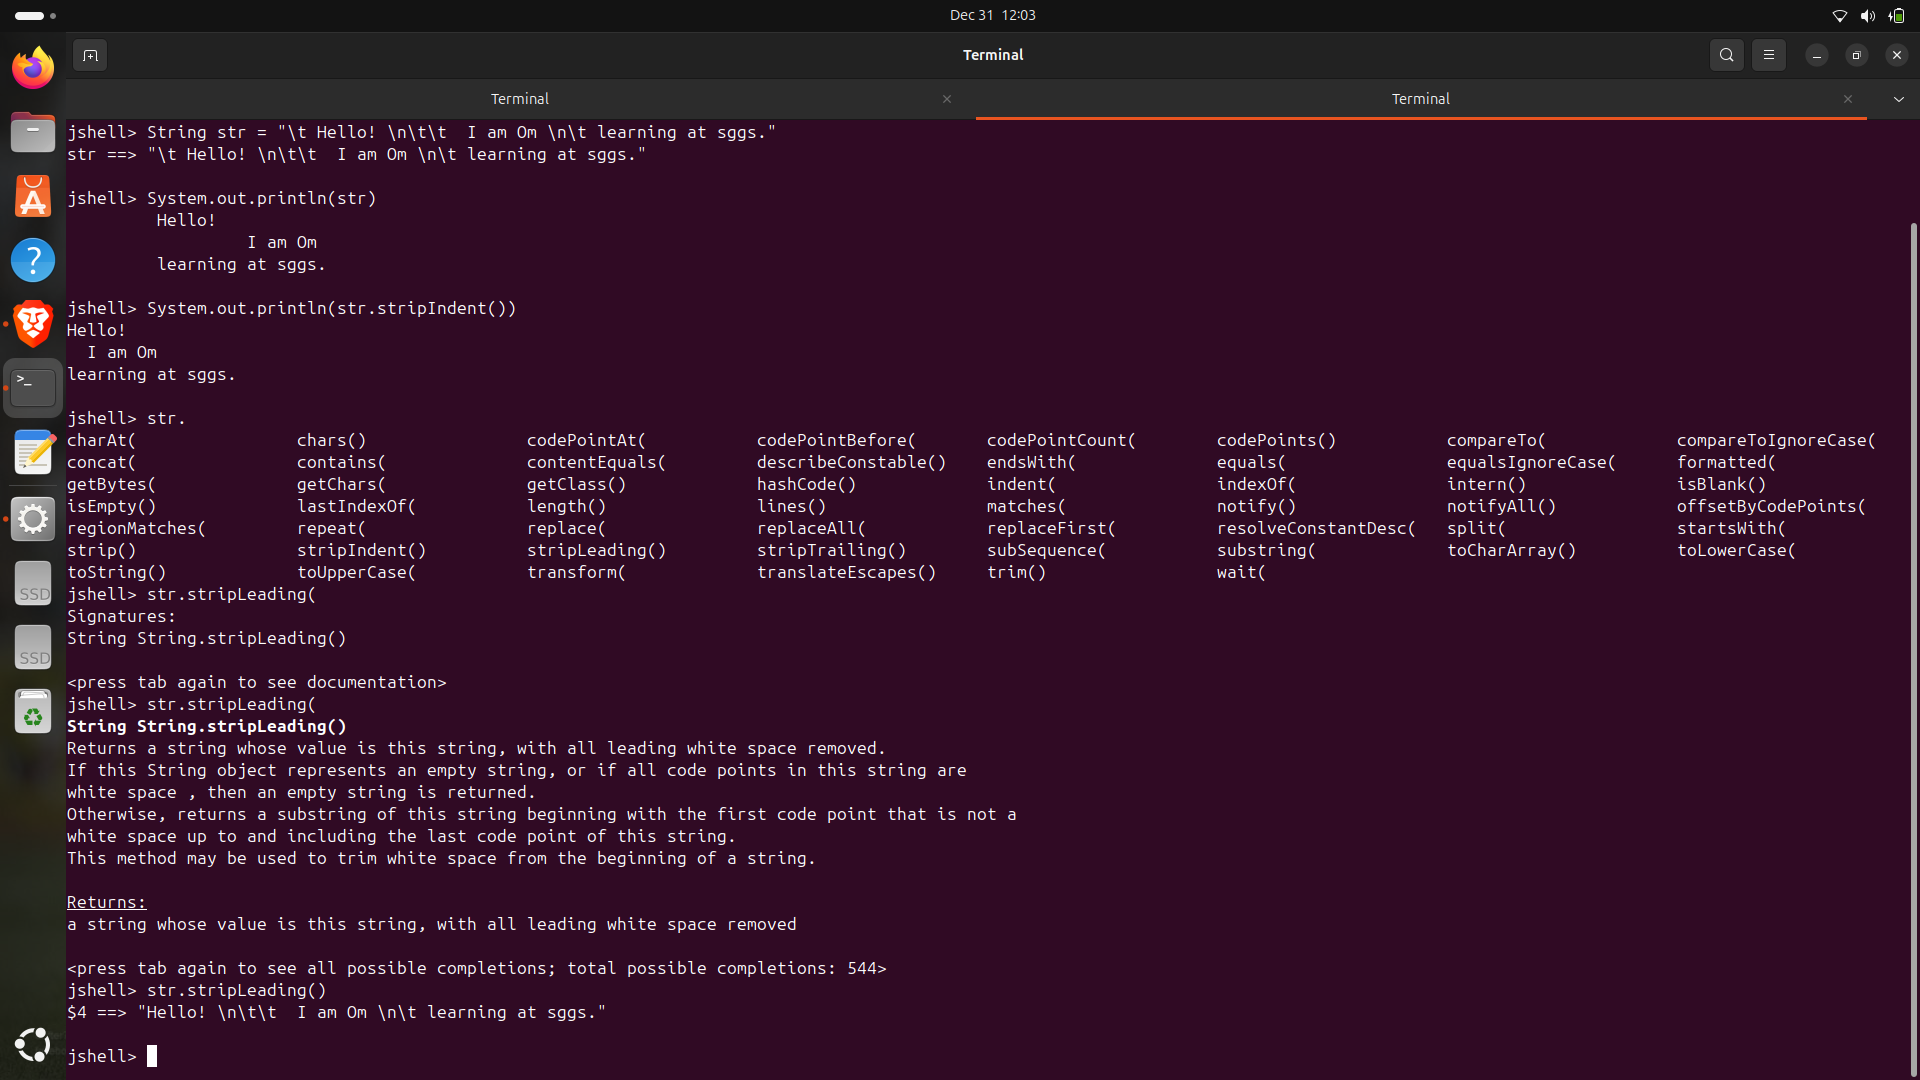 Dec 31 12:03
Terminal
Terminal
Terminal
jshell> String str = "\t Hello! \n\t\t  I am Om \n\t learning at sggs."
str ==> "\t Hello! \n\t\t  I am Om \n\t learning at sggs."
jshell> System.out.println(str)
         Hello!
                  I am Om
         learning at sggs.
jshell> System.out.println(str.stripIndent())
Hello!
  I am Om
learning at sggs.
jshell> str.
charAt( chars() codePointAt( codePointBefore( codePointCount( codePoints() compareTo( compareToIgnoreCase(
concat( contains( contentEquals( describeConstable() endsWith( equals( equalsIgnoreCase( formatted(
getBytes( getChars( getClass() hashCode() indent( indexOf( intern() isBlank()
isEmpty() lastIndexOf( length() lines() matches( notify() notifyAll() offsetByCodePoints(
regionMatches( repeat( replace( replaceAll( replaceFirst( resolveConstantDesc( split( startsWith(
strip() stripIndent() stripLeading() stripTrailing() subSequence( substring( toCharArray() toLowerCase(
toString() toUpperCase( transform( translateEscapes() trim() wait(
jshell> str.stripLeading(
Signatures:
String String.stripLeading()
<press tab again to see documentation>
jshell> str.stripLeading(
String String.stripLeading()
Returns a string whose value is this string, with all leading white space removed.
If this String object represents an empty string, or if all code points in this string are
white space , then an empty string is returned.
Otherwise, returns a substring of this string beginning with the first code point that is not a
white space up to and including the last code point of this string.
This method may be used to trim white space from the beginning of a string.
Returns:
a string whose value is this string, with all leading white space removed
<press tab again to see all possible completions; total possible completions: 544>
jshell> str.stripLeading()
$4 ==> "Hello! \n\t\t  I am Om \n\t learning at sggs."
jshell>
SSD
SSD